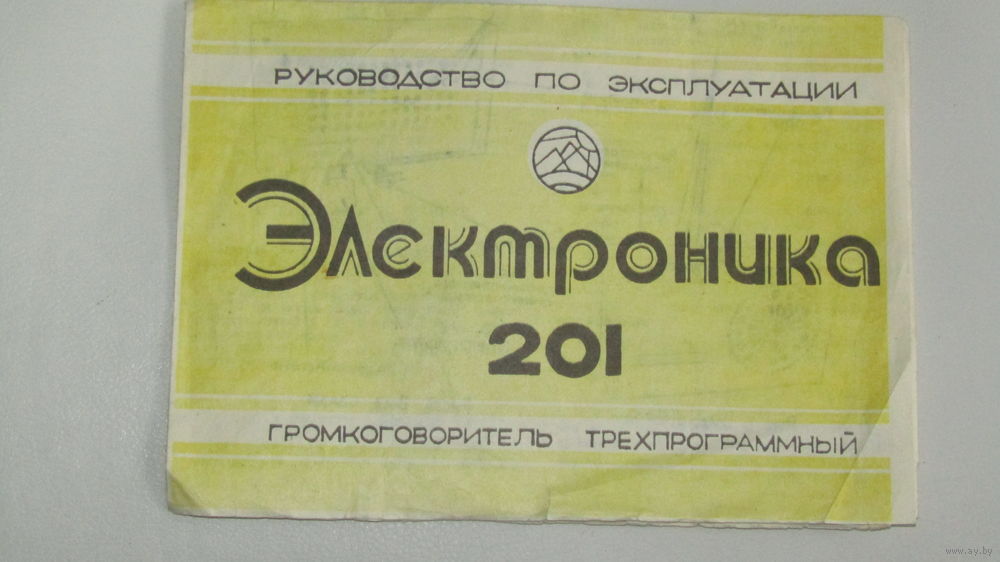 РУКОВОДСТВО ПО ЭКСПЛУАТАЦИИ
Электроника
201
ГРОМКОГОВОРИТЕЛЬ ТРЕХПРОГРАММНЫЙ
www.ay.by